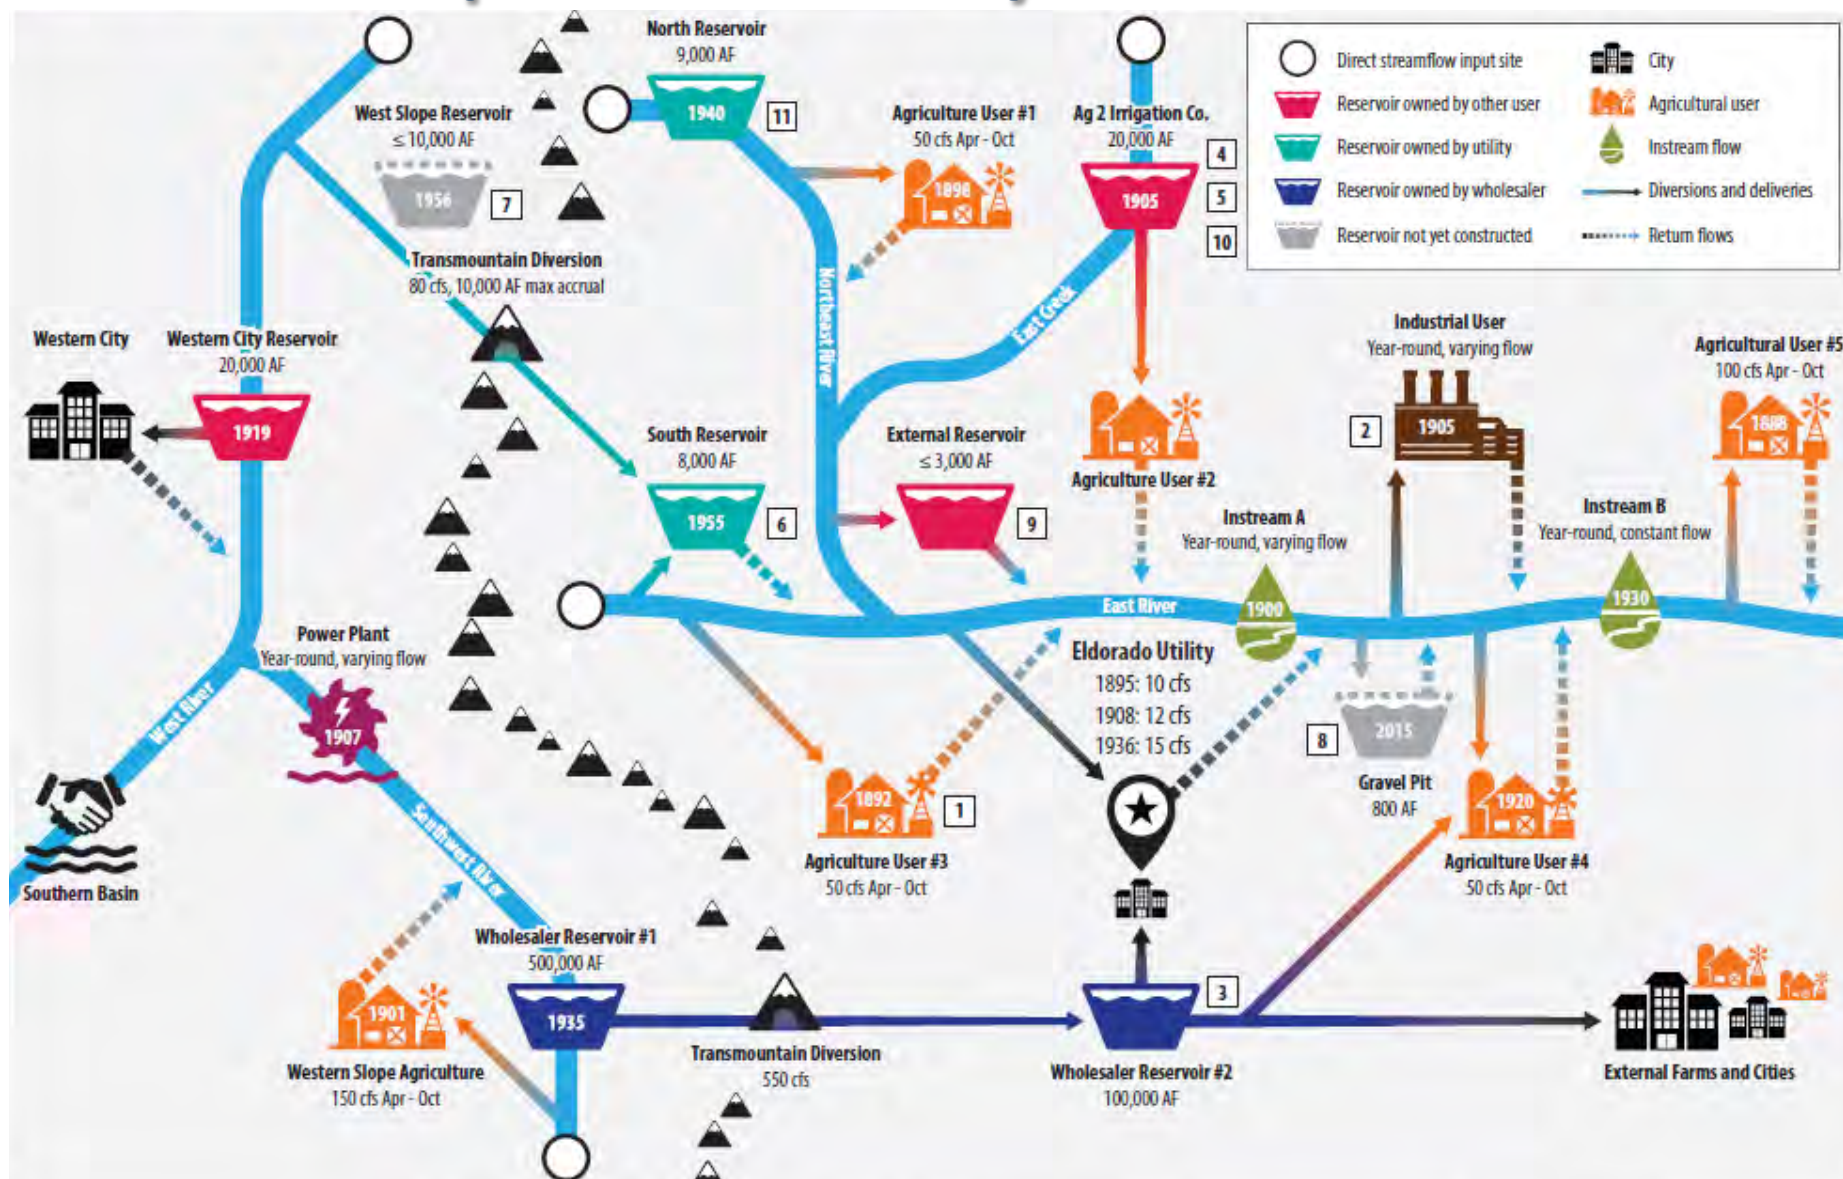 North Reservoir
9,000 AF
1940
11
West Slope Reservoir
≤ 10,000 AF
1956
7
Agriculture User #1
50 cfs Apr - Oct
1898
Ag 2 Irrigation Co.
20,000 AF
1905
4
5
10
Direct streamflow input site
Reservoir owned by other user
Reservoir owned by utility
Reservoir owned by wholesaler
Reservoir not yet constructed
City
Agricultural user
Instream flow
Diversions and deliveries
Return flows
Transmountain Diversion
80 cfs, 10,000 AF max accrual
Northeast River
East Creek
Western City
Western City Reservoir
20,000 AF
1919
South Reservoir
8,000 AF
1955
6
External Reservoir
≤ 3,000 AF
9
Agriculture User #2
Industrial User
Year-round, varying flow
1905
2
Agricultural User #5
100 cfs Apr - Oct
1888
Instream A
Year-round, varying flow
1900
Instream B
Year-round, constant flow
1930
East River
Power Plant
Year-round, varying flow
1907
West River
Southwest River
Southern Basin
Eldorado Utility
1895: 10 cfs
1908: 12 cfs
1936: 15 cfs
1892
1
Agriculture User #3
50 cfs Apr - Oct
8
2015
Gravel Pit
800 AF
1920
Agriculture User #4
50 cfs Apr - Oct
Wholesaler Reservoir #1
500,000 AF
1935
1901
Western Slope Agriculture
150 cfs Apr - Oct
Transmountain Diversion
550 cfs
3
Wholesaler Reservoir #2
100,000 AF
External Farms and Cities